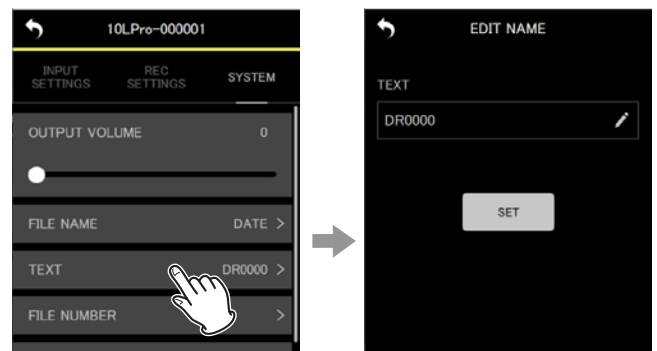 10LPro-000001
INPUT SETTINGS
REC SETTINGS
SYSTEM
OUTPUT VOLUME 0
FILE NAME DATE >
TEXT DR0000 >
FILE NUMBER >
EDIT NAME
TEXT
DR0000
SET